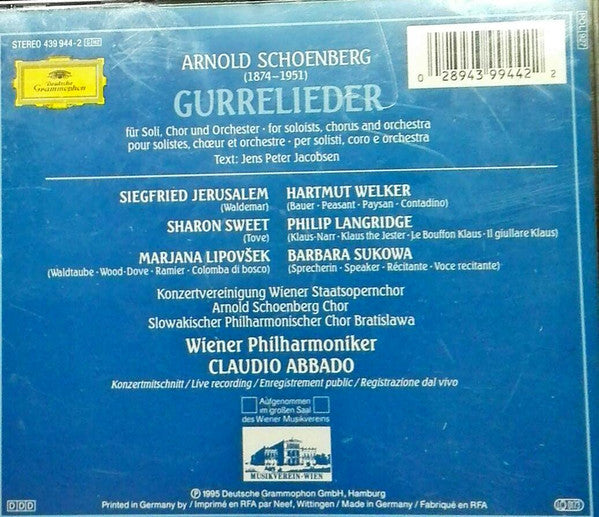 STEREO 439 944-2 GH2
Deutsche
Grammophon
ARNOLD SCHOENBERG
(1874–1951)
GURRELIEDER
0 28943 99442 2
für Soli, Chor und Orchester · for soloists, chorus and orchestra
pour solistes, chœur et orchestre · per solisti, coro e orchestra
Text: Jens Peter Jacobsen
SIEGFRIED JERUSALEM
(Waldemar)
HARTMUT WELKER
(Bauer · Peasant · Paysan · Contadino)
SHARON SWEET
(Tove)
PHILIP LANGRIDGE
(Klaus-Narr · Klaus the Jester · Le Bouffon Klaus · Il giullare Klaus)
MARJANA LIPOVŠEK
(Waldtaube · Wood-Dove · Ramier · Colomba di bosco)
BARBARA SUKOWA
(Sprecherin · Speaker · Récitante · Voce recitante)
Konzertvereinigung Wiener Staatsopernchor
Arnold Schoenberg Chor
Slowakischer Philharmonischer Chor Bratislawa
Wiener Philharmoniker
CLAUDIO ABBADO
Konzertmitschnitt / Live recording / Enregistrement public / Registrazione dal vivo
Aufgenommen
im großen Saal
des Wiener Musikvereins
MUSIKVEREIN·WIEN
Ⓟ 1995 Deutsche Grammophon GmbH, Hamburg
DDD
Printed in Germany by / Imprimé en RFA par Neef, Wittingen / Made in Germany / Fabriqué en RFA